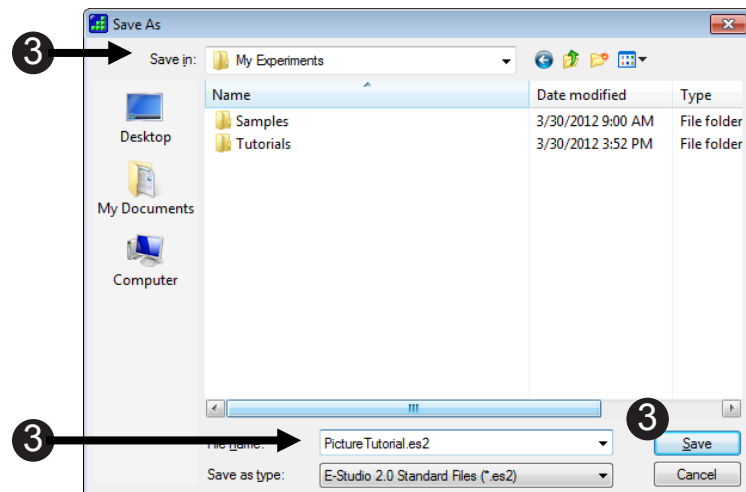 Save As
3 Save in: My Experiments
Name Date modified Type
Samples 3/30/2012 9:00 AM File folder
Tutorials 3/30/2012 3:52 PM File folder
Desktop
My Documents
Computer
3
3 File name: PictureTutorial.es2 Save
Save as type: E-Studio 2.0 Standard Files (*.es2) Cancel